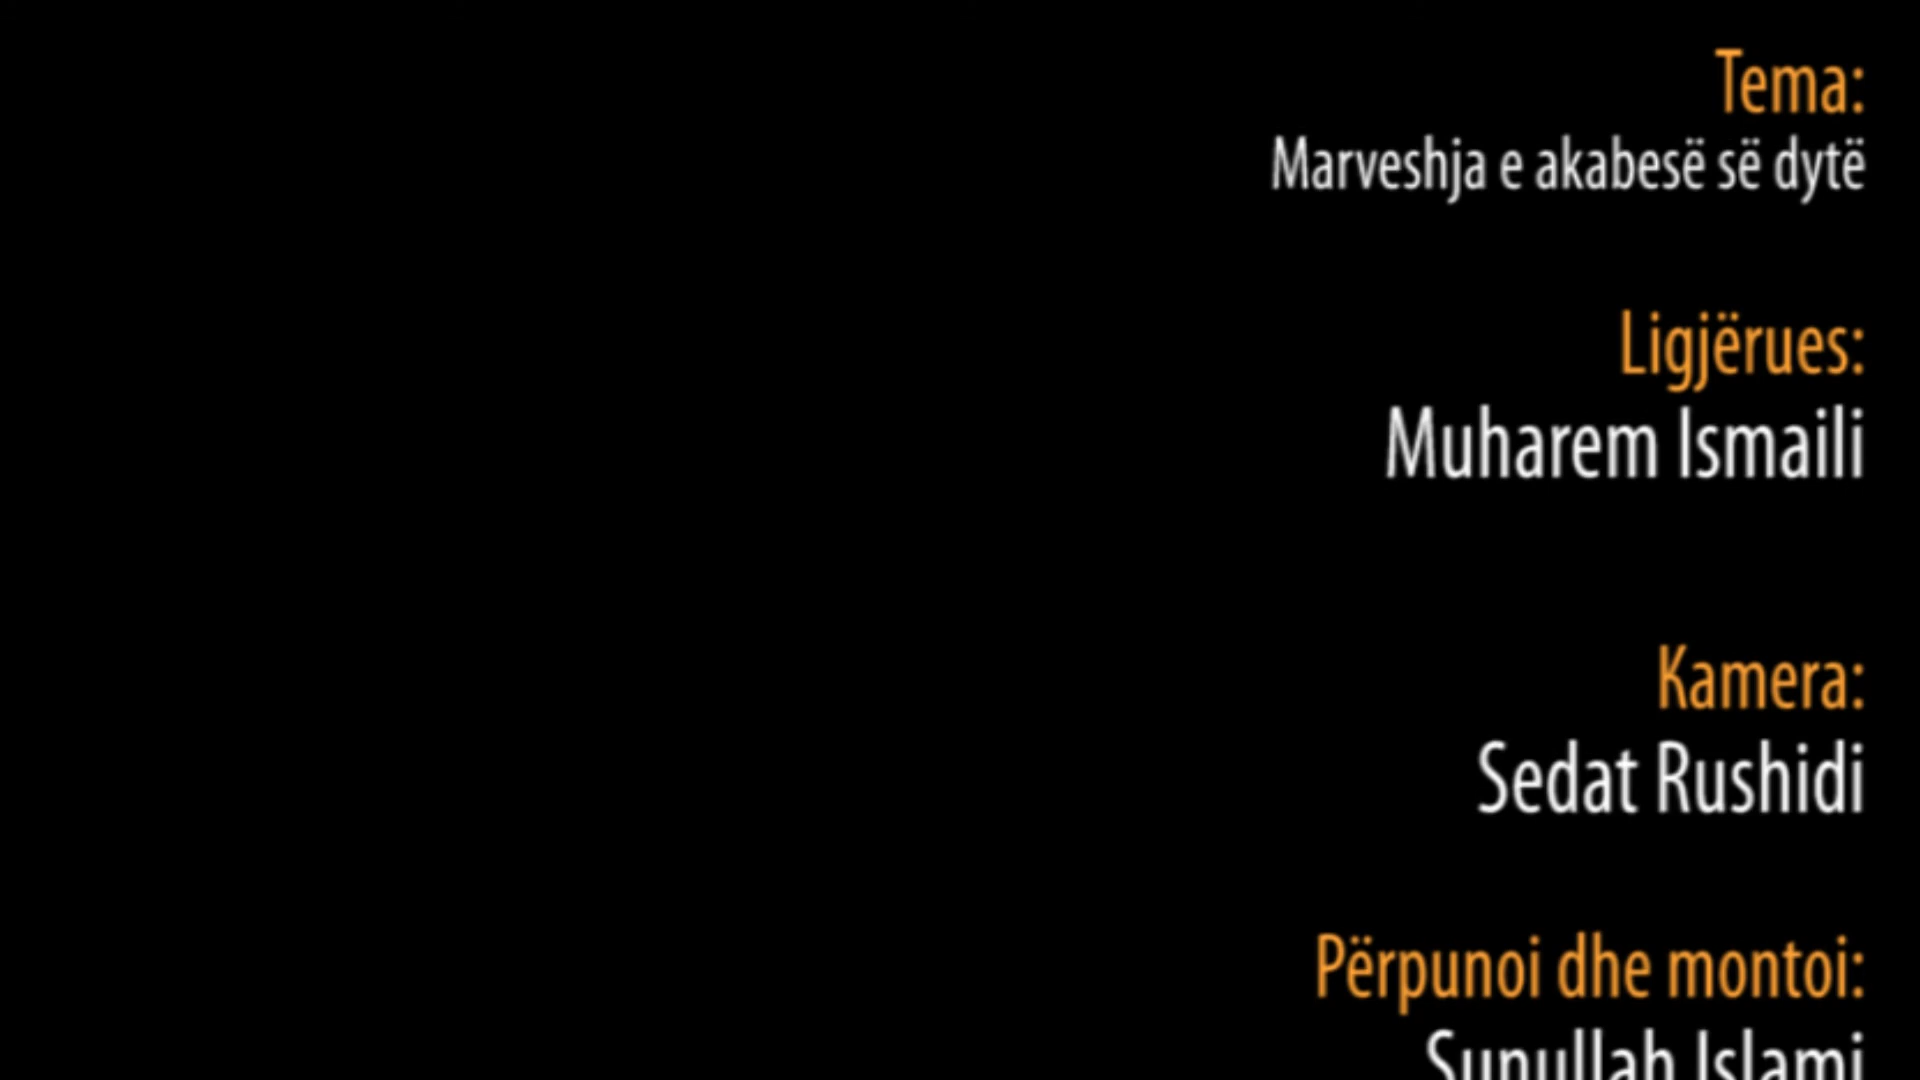 Tema:
Marveshja e akabesë së dytë
Ligjërues:
Muharem Ismaili
Kamera:
Sedat Rushidi
Përpunoi dhe montoi:
Sunullah Islami